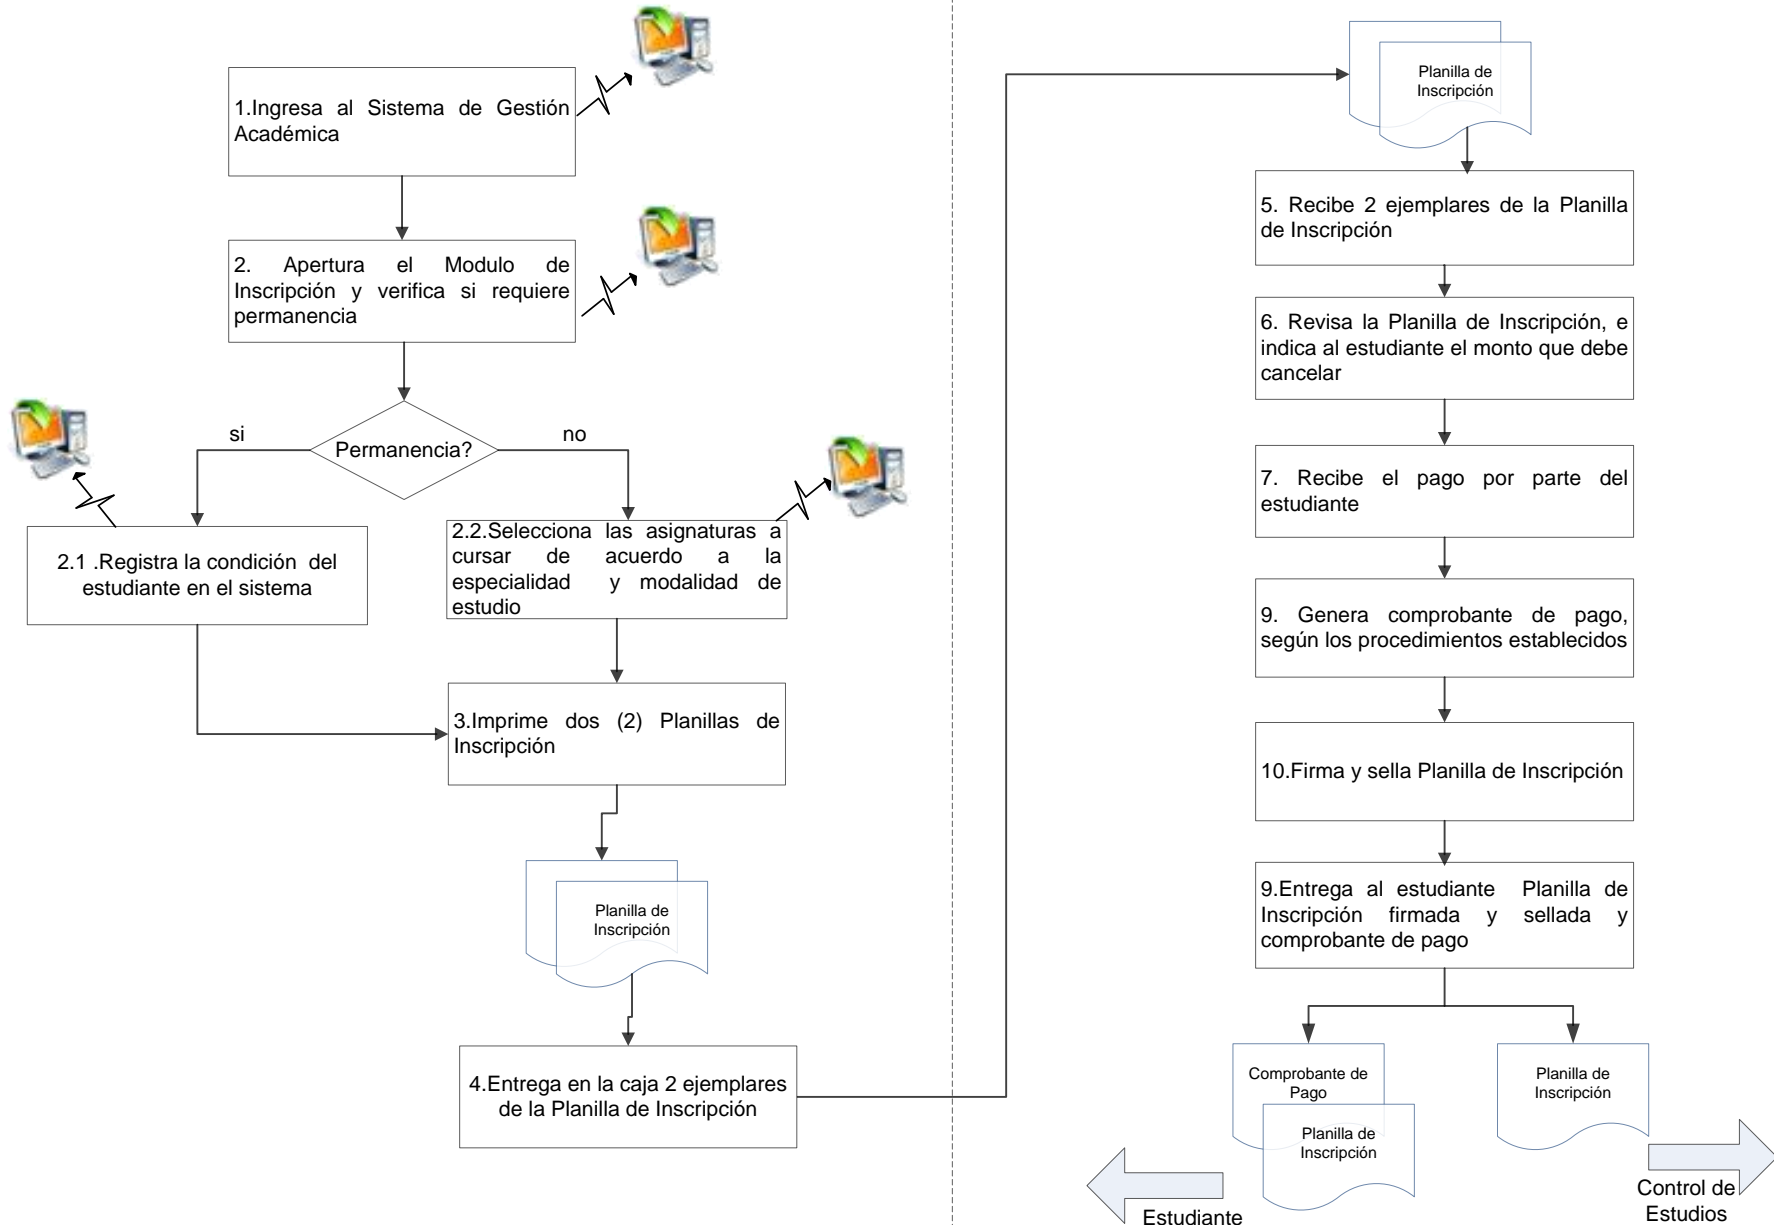 1.Ingresa al Sistema de Gestión
Académica
2. Apertura el Modulo de
Inscripción y verifica si requiere
permanencia
si
Permanencia?
no
2.1 .Registra la condición del
estudiante en el sistema
2.2.Selecciona las asignaturas a
cursar de acuerdo a la
especialidad y modalidad de
estudio
3.Imprime dos (2) Planillas de
Inscripción
Planilla de
Inscripción
4.Entrega en la caja 2 ejemplares
de la Planilla de Inscripción
Planilla de
Inscripción
5. Recibe 2 ejemplares de la Planilla
de Inscripción
6. Revisa la Planilla de Inscripción, e
indica al estudiante el monto que debe
cancelar
7. Recibe el pago por parte del
estudiante
9. Genera comprobante de pago,
según los procedimientos establecidos
10.Firma y sella Planilla de Inscripción
9.Entrega al estudiante Planilla de
Inscripción firmada y sellada y
comprobante de pago
Comprobante de
Pago
Planilla de
Inscripción
Planilla de
Inscripción
Estudiante
Control de
Estudios